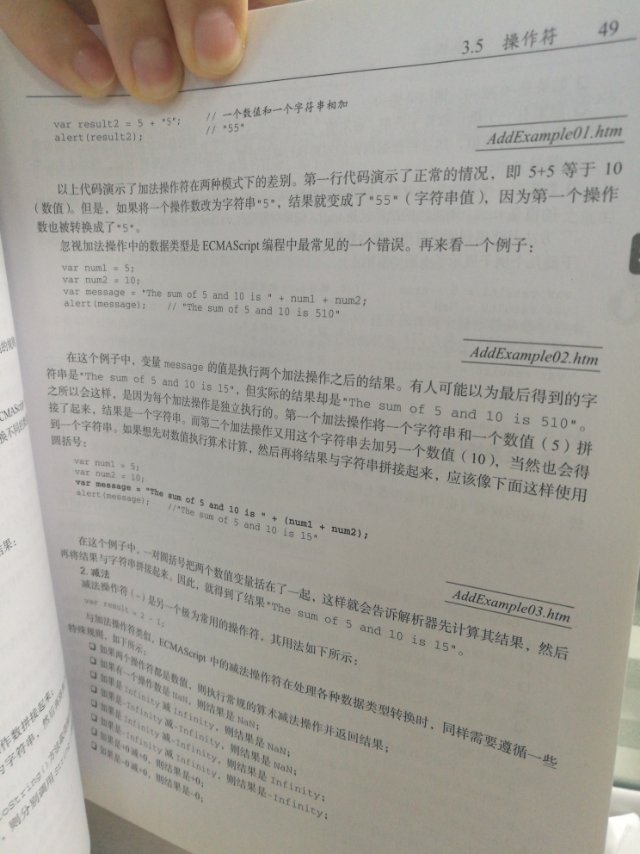 3.5 操作符 49
var result2 = 5 + "5"; // 一个数值和一个字符串相加
alert(result2); // "55"
AddExample01.htm
以上代码演示了加法操作符在两种模式下的差别。第一行代码演示了正常的情况，即 5+5 等于 10
（数值）。但是，如果将一个操作数改为字符串"5"，结果就变成了"55"（字符串值），因为第一个操作
数也被转换成了"5"。
忽视加法操作中的数据类型是 ECMAScript 编程中最常见的一个错误。再来看一个例子：
var num1 = 5;
var num2 = 10;
var message = "The sum of 5 and 10 is " + num1 + num2;
alert(message); // "The sum of 5 and 10 is 510"
AddExample02.htm
在这个例子中，变量 message 的值是执行两个加法操作之后的结果。有人可能以为最后得到的字
符串是"The sum of 5 and 10 is 15"，但实际的结果却是"The sum of 5 and 10 is 510"。
之所以会这样，是因为每个加法操作是独立执行的。第一个加法操作将一个字符串和一个数值（5）拼
接了起来，结果是一个字符串。而第二个加法操作又用这个字符串去加另一个数值（10），当然也会得
到一个字符串。如果想先对数值执行算术计算，然后再将结果与字符串拼接起来，应该像下面这样使用
圆括号：
var num1 = 5;
var num2 = 10;
var message = "The sum of 5 and 10 is " + (num1 + num2);
alert(message); //"The sum of 5 and 10 is 15"
AddExample03.htm
在这个例子中，一对圆括号把两个数值变量括在了一起，这样就会告诉解析器先计算其结果，然后
再将结果与字符串拼接起来。因此，就得到了结果"The sum of 5 and 10 is 15"。
2. 减法
减法操作符（-）是另一个极为常用的操作符，其用法如下所示：
var result = 2 - 1;
与加法操作符类似，ECMAScript 中的减法操作符在处理各种数据类型转换时，同样需要遵循一些
特殊规则，如下所示：
❑ 如果两个操作符都是数值，则执行常规的算术减法操作并返回结果；
❑ 如果有一个操作数是 NaN，则结果是 NaN；
❑ 如果是 Infinity 减 Infinity，则结果是 NaN；
❑ 如果是-Infinity 减-Infinity，则结果是 NaN；
❑ 如果是 Infinity 减-Infinity，则结果是 Infinity；
❑ 如果是-Infinity 减 Infinity，则结果是-Infinity；
❑ 如果是+0 减+0，则结果是+0；
❑ 如果是-0 减+0，则结果是-0；